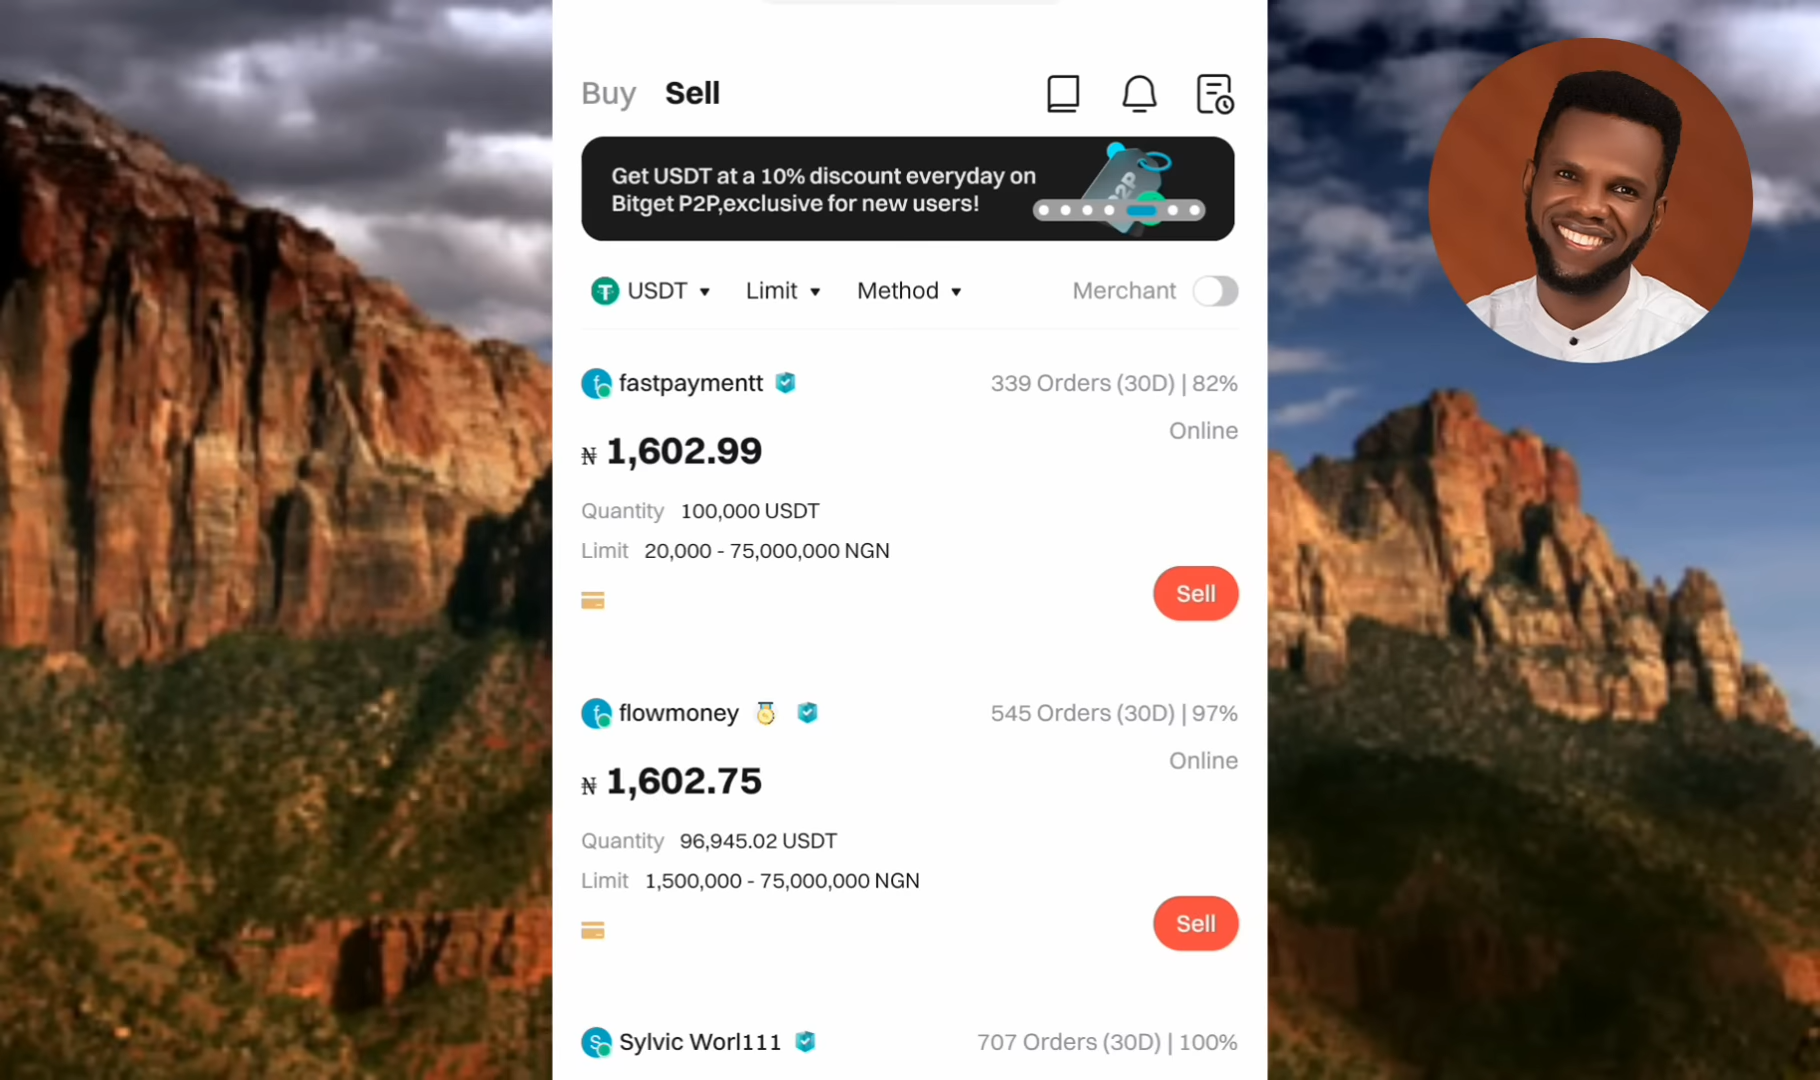 Buy Sell
Get USDT at a 10% discount everyday on
Bitget P2P,exclusive for new users!
P2P
USDT Limit Method Merchant
fastpaymentt 339 Orders (30D) | 82%
Online
₦ 1,602.99
Quantity 100,000 USDT
Limit 20,000 - 75,000,000 NGN
Sell
flowmoney 545 Orders (30D) | 97%
Online
₦ 1,602.75
Quantity 96,945.02 USDT
Limit 1,500,000 - 75,000,000 NGN
Sell
Sylvic Worl111 707 Orders (30D) | 100%